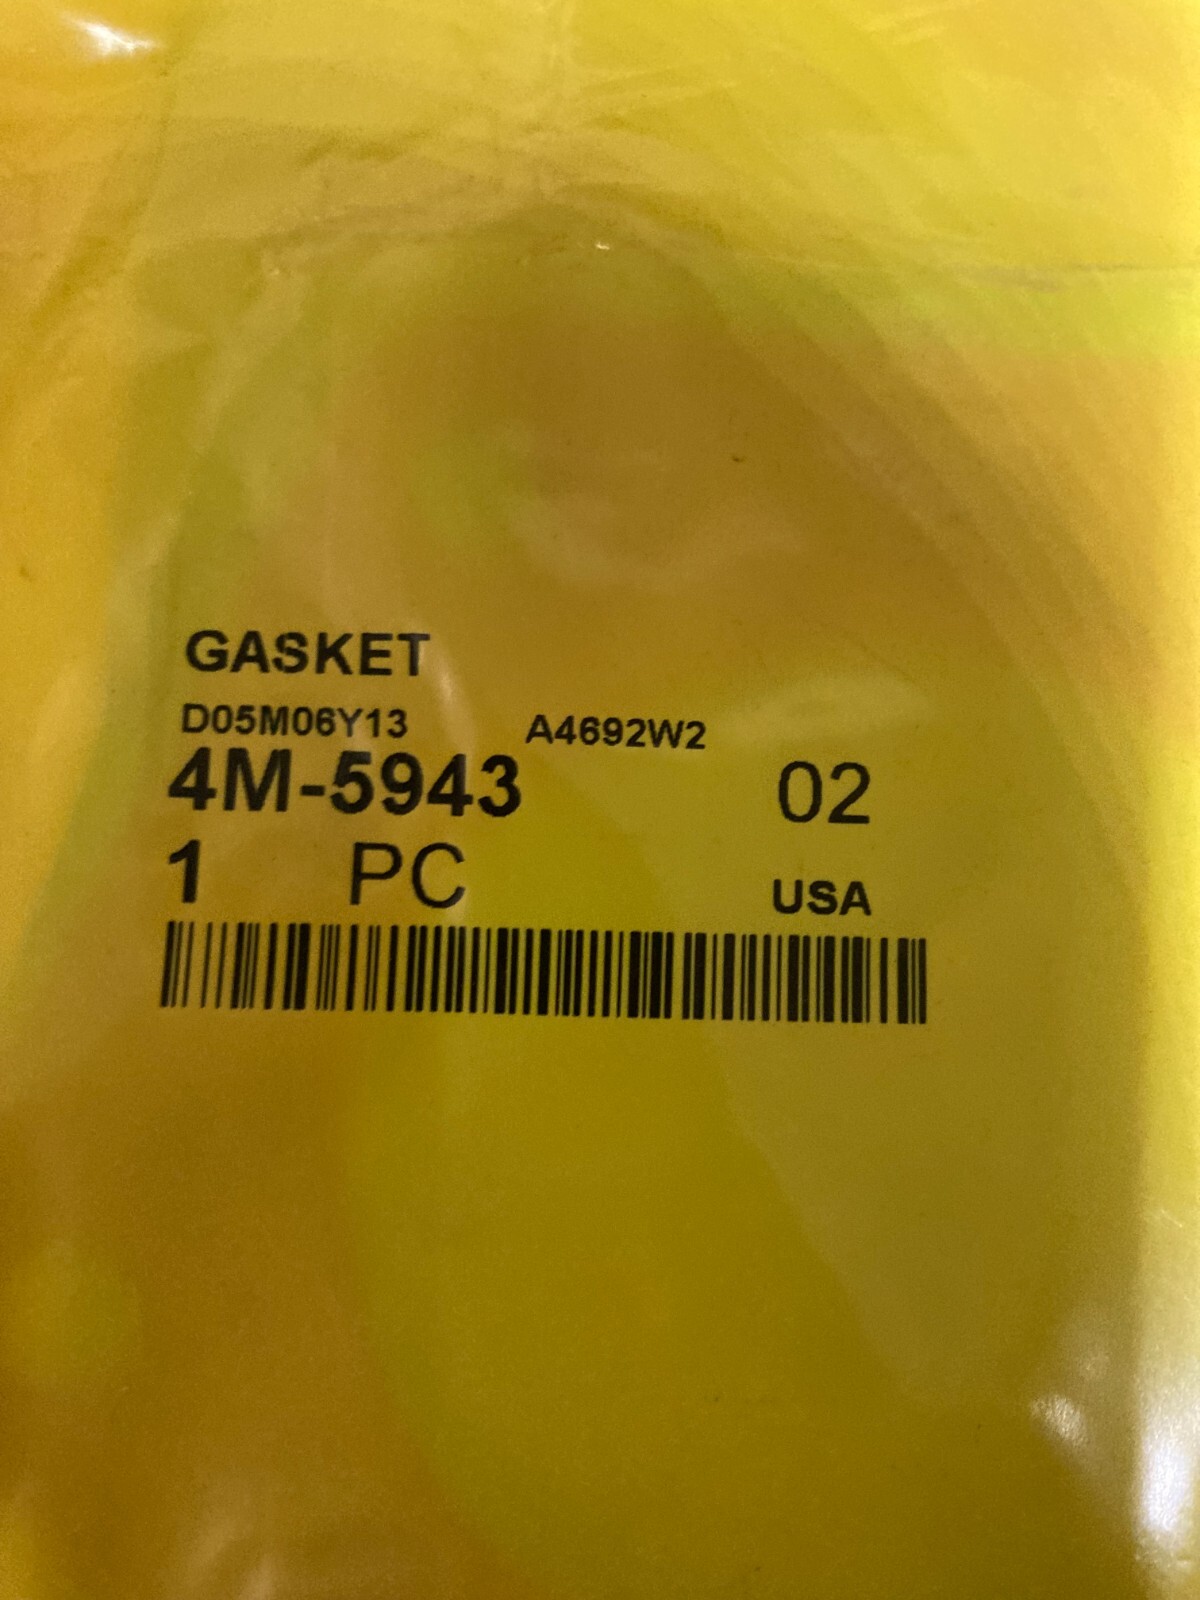 GASKET
D05M06Y13 A4692W2
4M-5943 02
1 PC USA